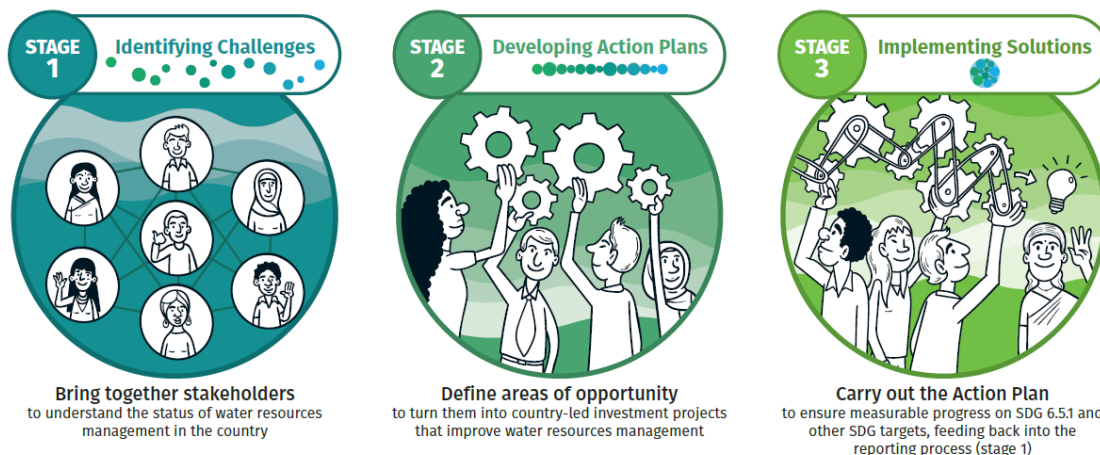 STAGE
1
Identifying Challenges
Bring together stakeholders
to understand the status of water resources
management in the country
STAGE
2
Developing Action Plans
Define areas of opportunity
to turn them into country-led investment projects
that improve water resources management
STAGE
3
Implementing Solutions
Carry out the Action Plan
to ensure measurable progress on SDG 6.5.1 and
other SDG targets, feeding back into the
reporting process (stage 1)